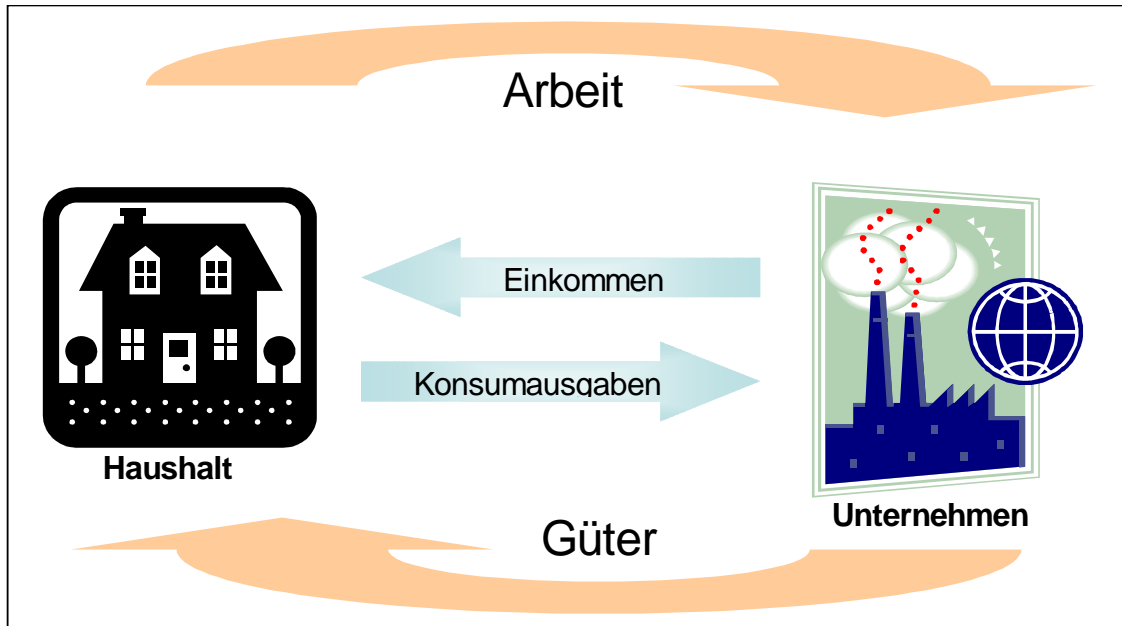 Arbeit
Einkommen
Konsumausgaben
Haushalt
Unternehmen
Güter